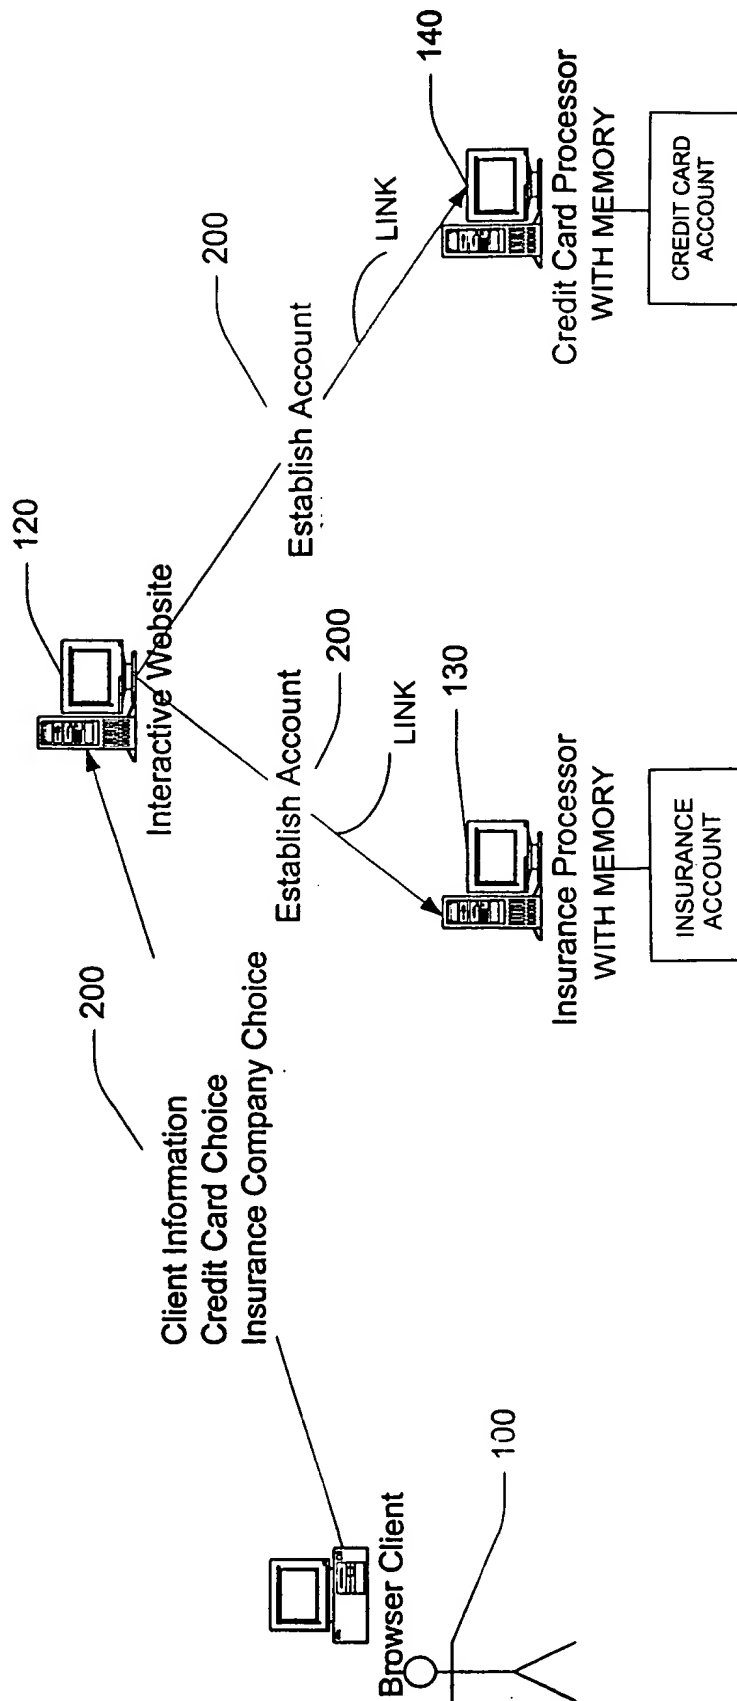 Browser Client
100
Client Information
Credit Card Choice
Insurance Company Choice
200
120
Interactive Website
Establish Account
200
LINK
130
Insurance Processor
WITH MEMORY
INSURANCE
ACCOUNT
Establish Account
200
LINK
140
Credit Card Processor
WITH MEMORY
CREDIT CARD
ACCOUNT